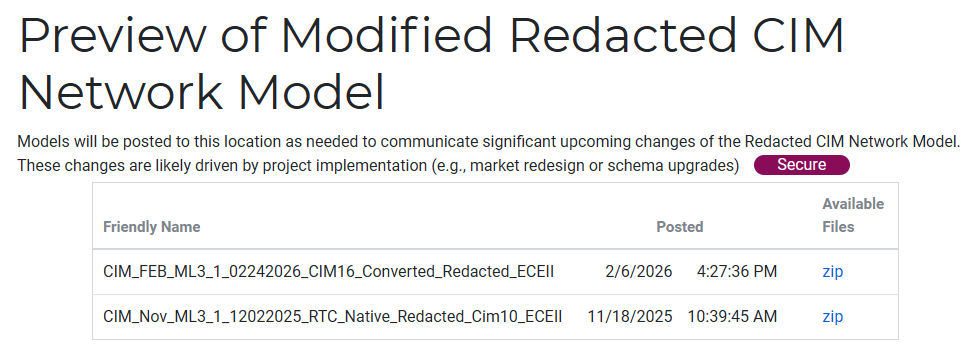 Preview of Modified Redacted CIM
Network Model
Models will be posted to this location as needed to communicate significant upcoming changes of the Redacted CIM Network Model.
These changes are likely driven by project implementation (e.g., market redesign or schema upgrades) Secure
Friendly Name Posted Available Files
CIM_FEB_ML3_1_02242026_CIM16_Converted_Redacted_ECEII 2/6/2026 4:27:36 PM zip
CIM_Nov_ML3_1_12022025_RTC_Native_Redacted_Cim10_ECEII 11/18/2025 10:39:45 AM zip